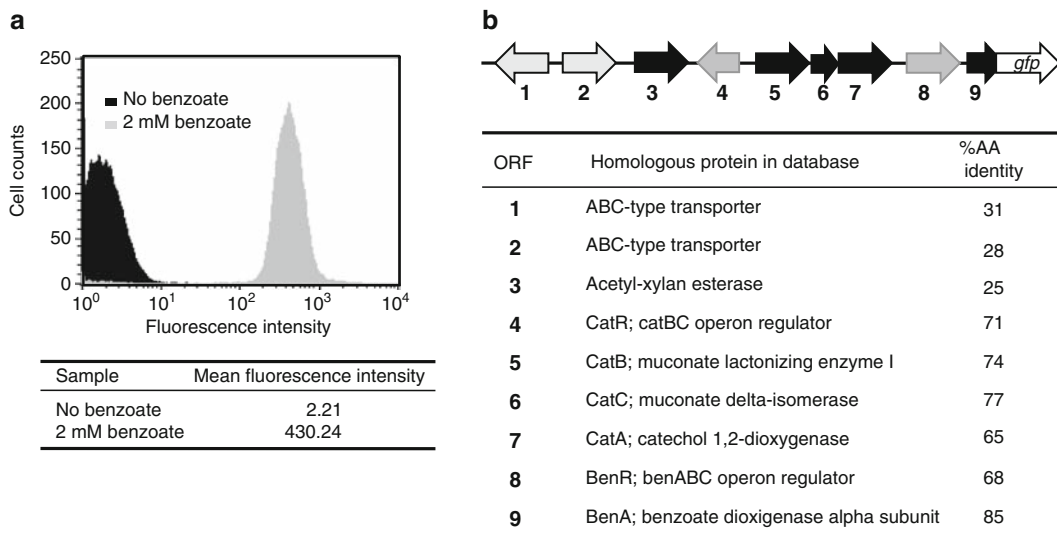 a
250
200
150
100
50
0
Cell counts
No benzoate
2 mM benzoate
10^0 10^1 10^2 10^3 10^4
Fluorescence intensity
Sample Mean fluorescence intensity
No benzoate 2.21
2 mM benzoate 430.24
b
gfp
1 2 3 4 5 6 7 8 9
ORF Homologous protein in database %AA identity
1 ABC-type transporter 31
2 ABC-type transporter 28
3 Acetyl-xylan esterase 25
4 CatR; catBC operon regulator 71
5 CatB; muconate lactonizing enzyme I 74
6 CatC; muconate delta-isomerase 77
7 CatA; catechol 1,2-dioxygenase 65
8 BenR; benABC operon regulator 68
9 BenA; benzoate dioxigenase alpha subunit 85